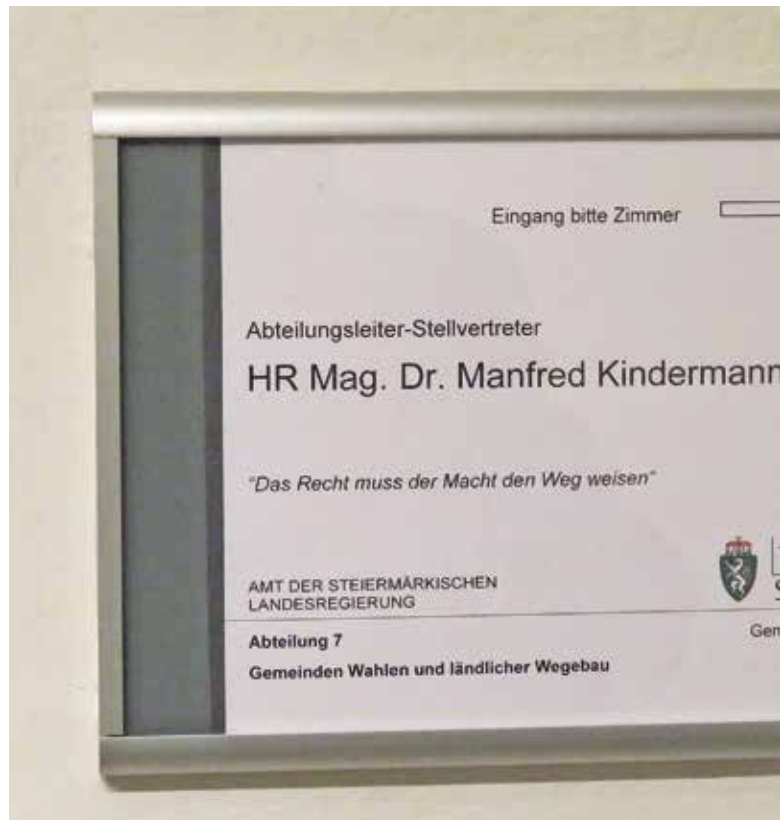 Eingang bitte Zimmer
Abteilungsleiter-Stellvertreter
HR Mag. Dr. Manfred Kindermann
"Das Recht muss der Macht den Weg weisen"
AMT DER STEIERMÄRKISCHEN
LANDESREGIERUNG
Abteilung 7
Gemeinden Wahlen und ländlicher Wegebau